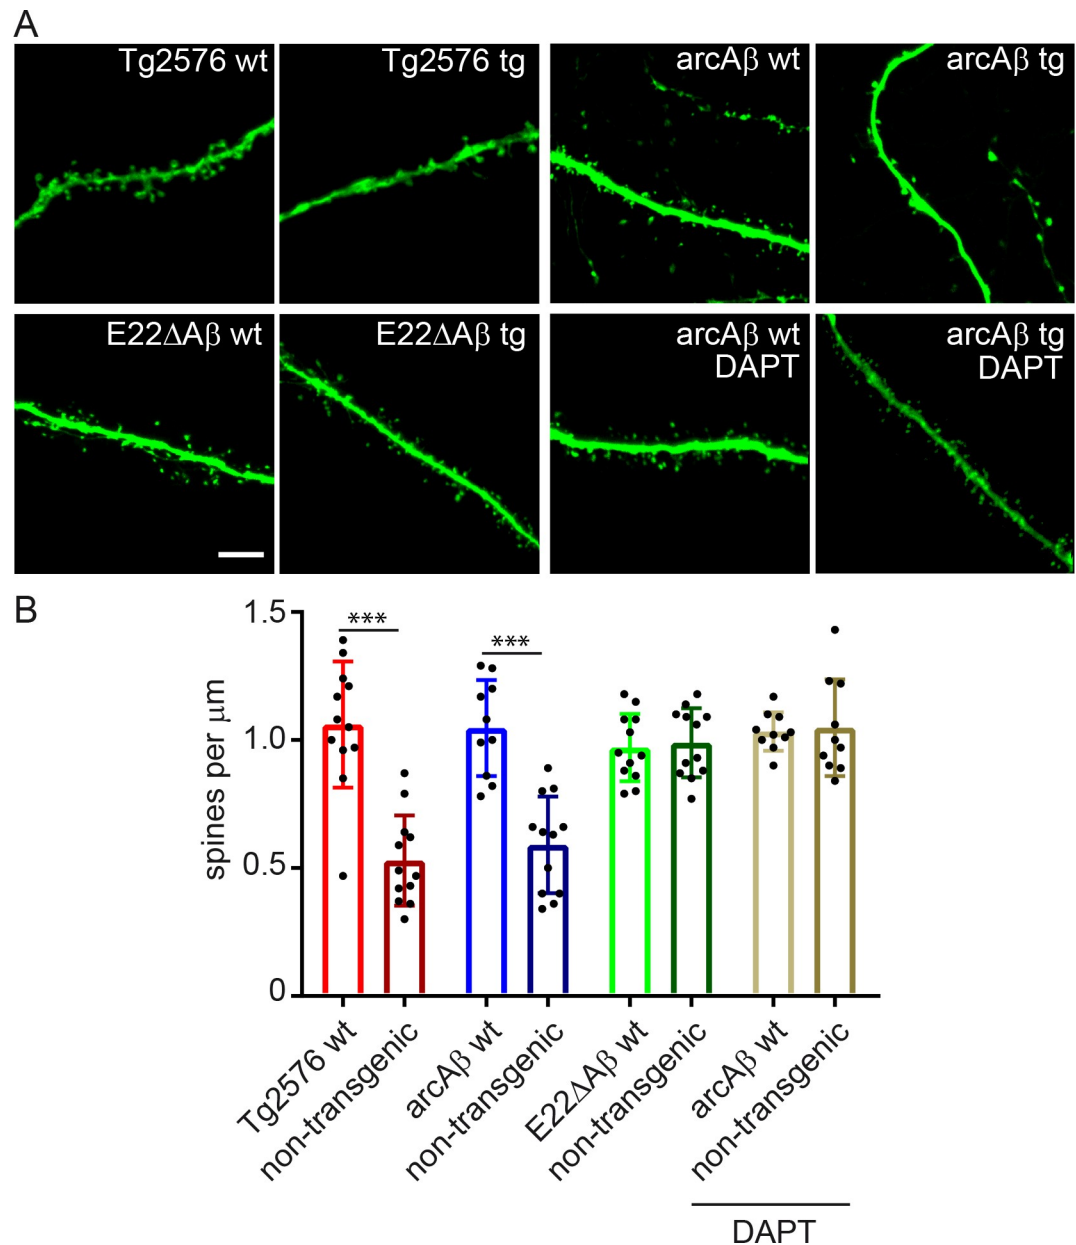 A
Tg2576 wt
Tg2576 tg
arcAβ wt
arcAβ tg
E22ΔAβ wt
E22ΔAβ tg
arcAβ wt
DAPT
arcAβ tg
DAPT
B
spines per μm
1.5
1.0
0.5
0
***
***
Tg2576 wt
non-transgenic
arcAβ wt
non-transgenic
E22ΔAβ wt
non-transgenic
arcAβ wt
non-transgenic
DAPT